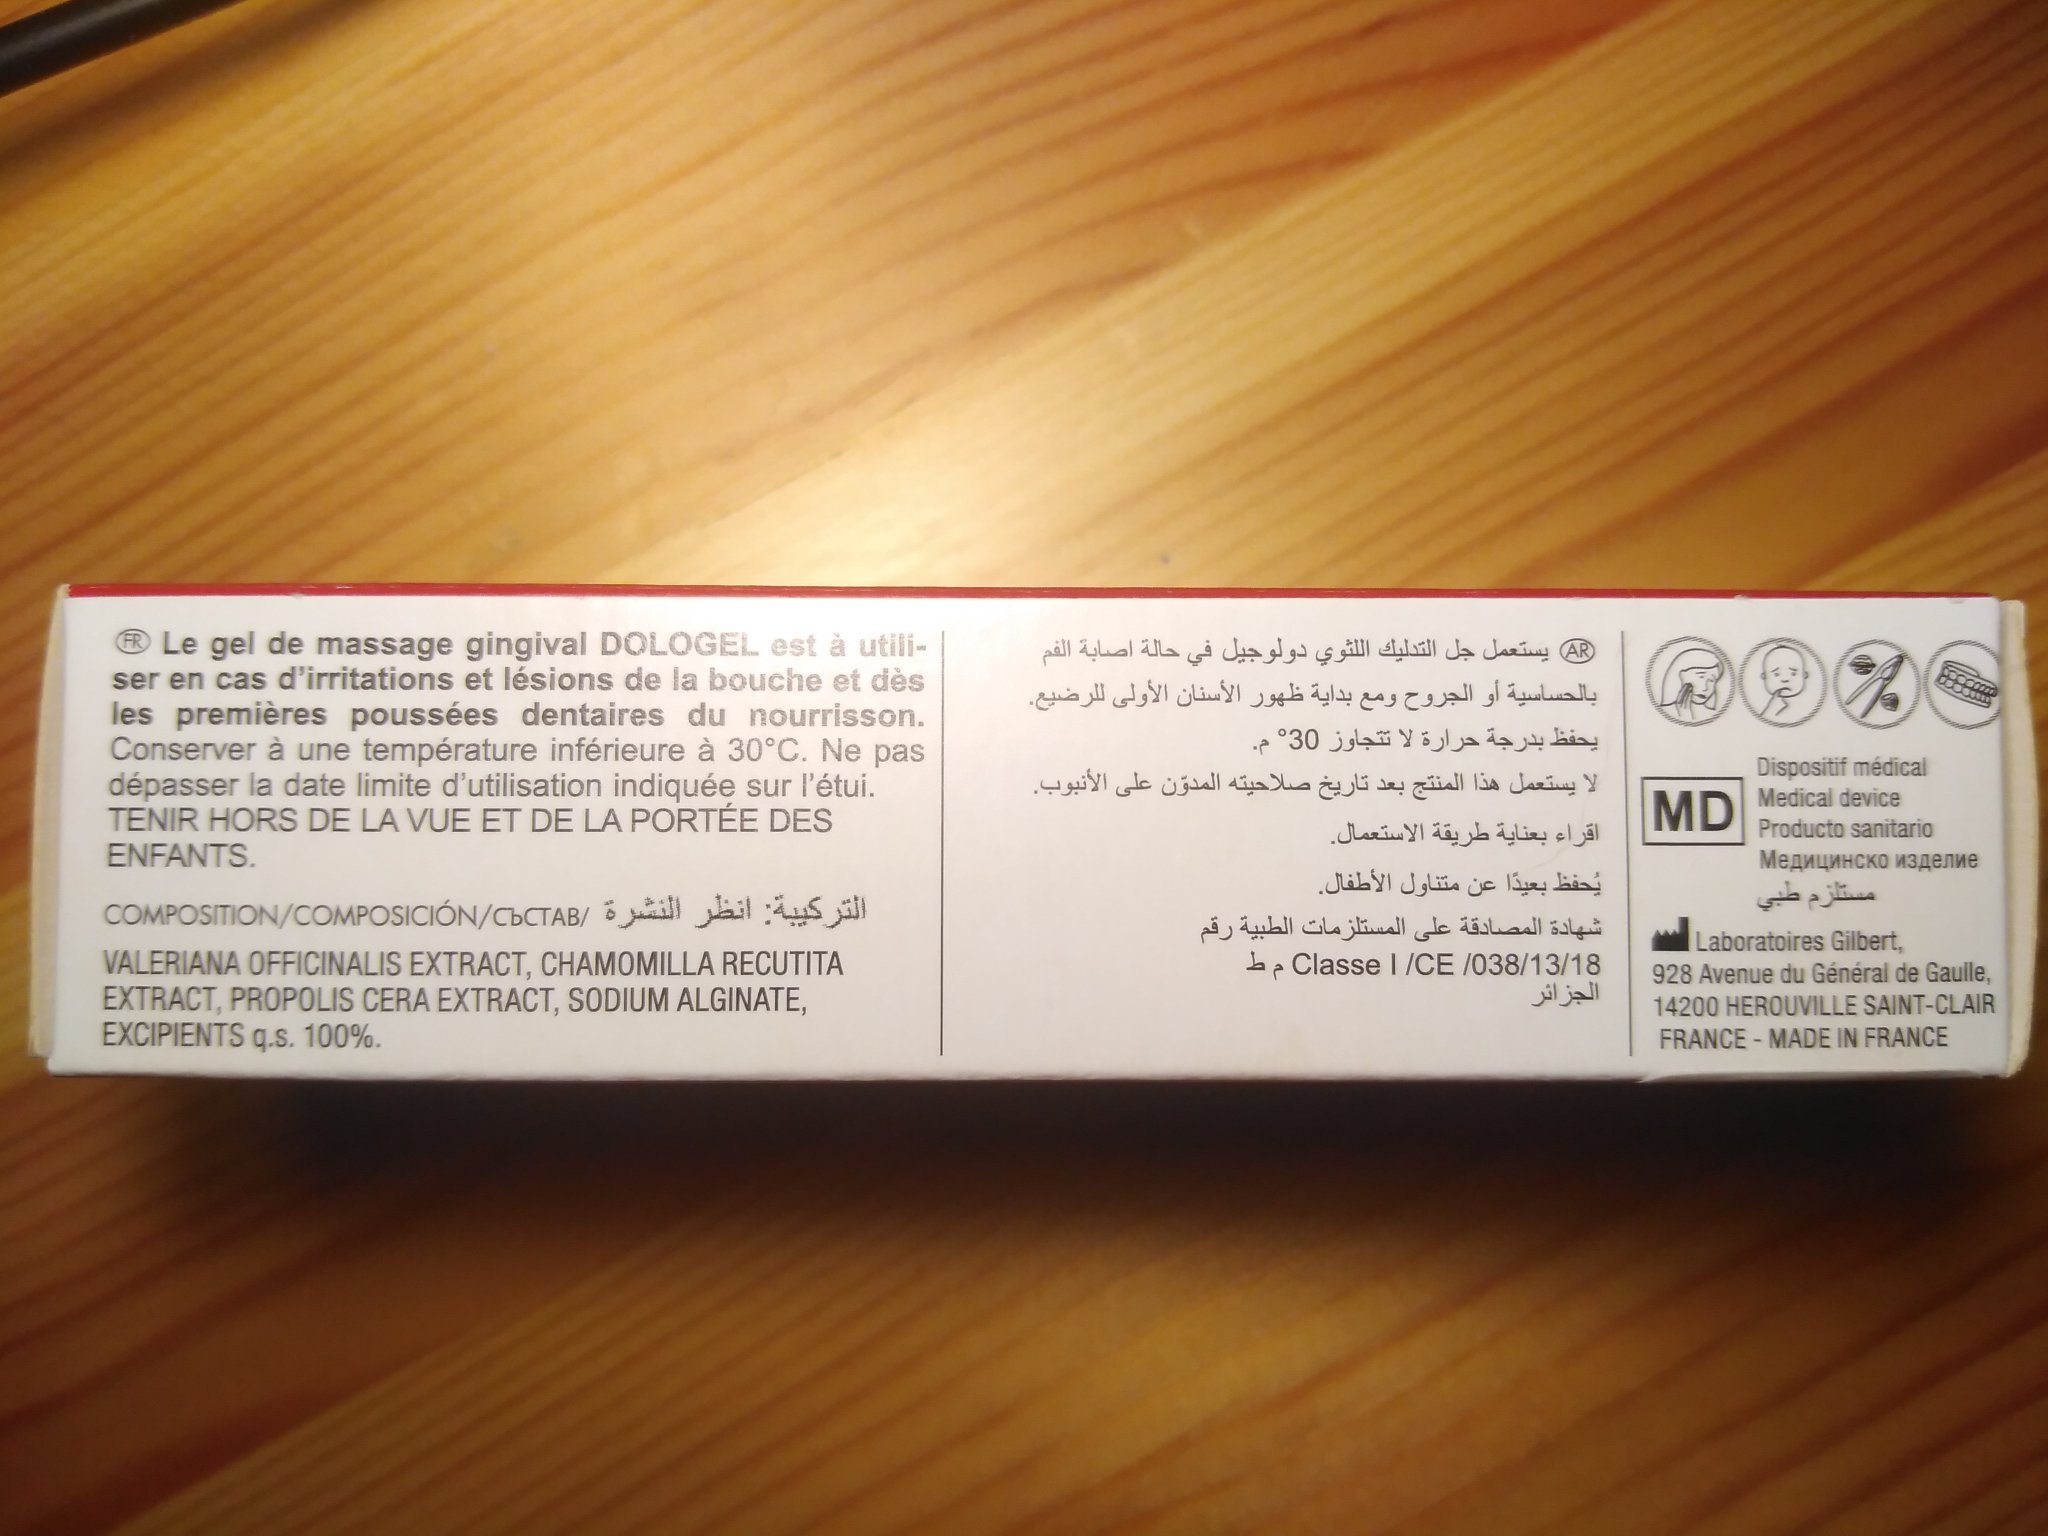 FR Le gel de massage gingival DOLOGEL est à utili-
ser en cas d'irritations et lésions de la bouche et dès
les premières poussées dentaires du nourrisson.
Conserver à une température inférieure à 30°C. Ne pas
dépasser la date limite d'utilisation indiquée sur l'étui.
TENIR HORS DE LA VUE ET DE LA PORTÉE DES
ENFANTS.
COMPOSITION/COMPOSICIÓN/СЪСТАВ/ التركيبة: انظر النشرة
VALERIANA OFFICINALIS EXTRACT, CHAMOMILLA RECUTITA
EXTRACT, PROPOLIS CERA EXTRACT, SODIUM ALGINATE,
EXCIPIENTS q.s. 100%.
AR يستعمل جل التدليك اللثوي دولوجيل في حالة اصابة الفم
بالحساسية أو الجروح ومع بداية ظهور الأسنان الأولى للرضيع.
يحفظ بدرجة حرارة لا تتجاوز 30° م.
لا يستعمل هذا المنتج بعد تاريخ صلاحيته المدوّن على الأنبوب.
اقراء بعناية طريقة الاستعمال.
يُحفظ بعيدًا عن متناول الأطفال.
شهادة المصادقة على المستلزمات الطبية رقم
Classe I /CE /038/13/18 م ط
الجزائر
MD
Dispositif médical
Medical device
Producto sanitario
Медицинско изделие
مستلزم طبي
Laboratoires Gilbert,
928 Avenue du Général de Gaulle,
14200 HEROUVILLE SAINT-CLAIR
FRANCE - MADE IN FRANCE